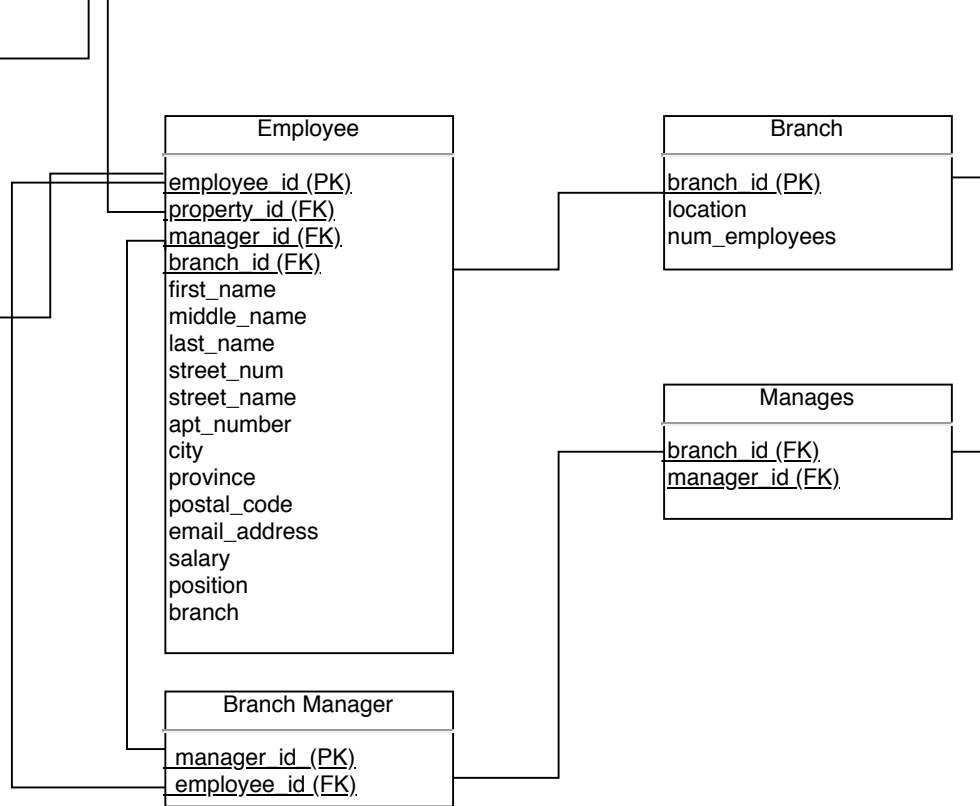 Employee
employee_id (PK)
property_id (FK)
manager_id (FK)
branch_id (FK)
first_name
middle_name
last_name
street_num
street_name
apt_number
city
province
postal_code
email_address
salary
position
branch
Branch
branch_id (PK)
location
num_employees
Manages
branch_id (FK)
manager_id (FK)
Branch Manager
manager_id_(PK)
employee_id (FK)